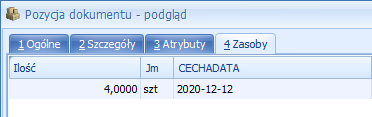 Pozycja dokumentu - podgląd
1 Ogólne 2 Szczegóły 3 Atrybuty 4 Zasoby
Ilość Jm CECHADATA
4,0000 szt 2020-12-12